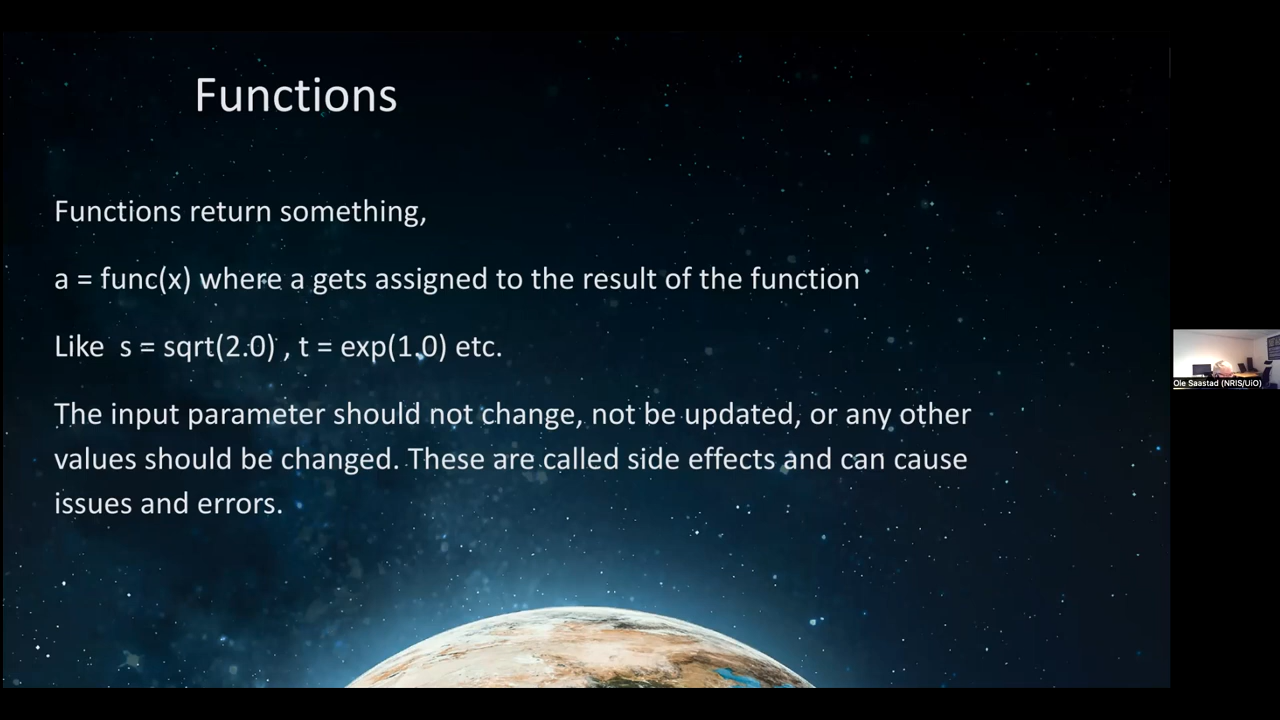 Functions
Functions return something,
a = func(x) where a gets assigned to the result of the function
Like s = sqrt(2.0) , t = exp(1.0) etc.
The input parameter should not change, not be updated, or any other
values should be changed. These are called side effects and can cause
issues and errors.
Ole Saastad (NRIS/UiO)